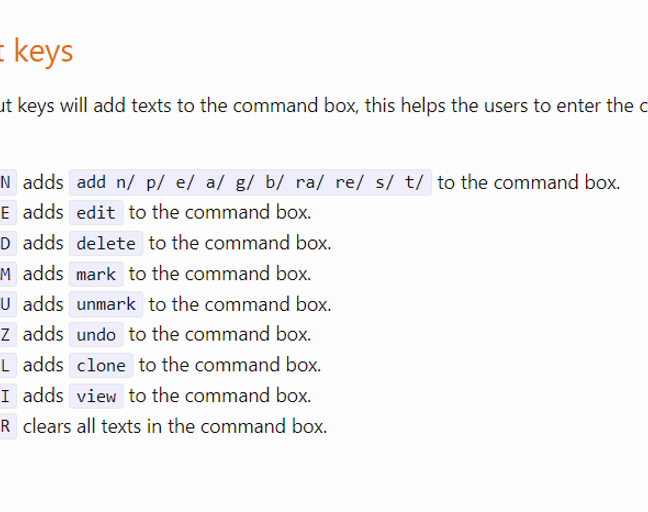 t keys
ut keys will add texts to the command box, this helps the users to enter the c
N adds add n/ p/ e/ a/ g/ b/ ra/ re/ s/ t/ to the command box.
E adds edit to the command box.
D adds delete to the command box.
M adds mark to the command box.
U adds unmark to the command box.
Z adds undo to the command box.
L adds clone to the command box.
I adds view to the command box.
R clears all texts in the command box.